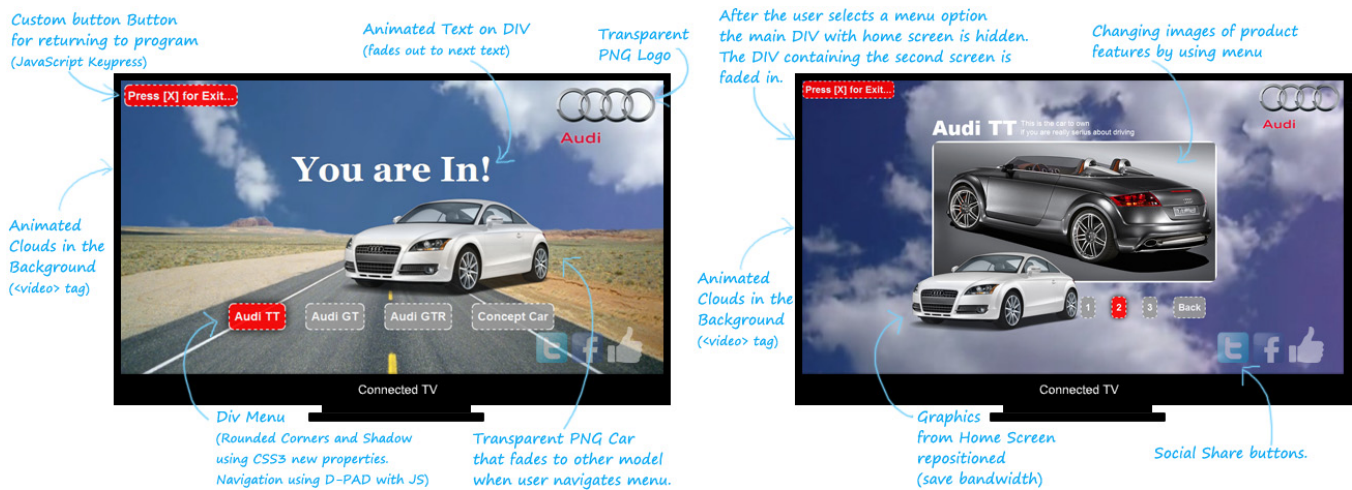 Custom button Button
for returning to program
(JavaScript Keypress)
Animated Text on DIV
(fades out to next text)
Transparent
PNG Logo
Press [X] for Exit...
Audi
You are In!
Animated
Clouds in the
Background
(<video> tag)
Audi TT
Audi GT
Audi GTR
Concept Car
Connected TV
Div Menu
(Rounded Corners and Shadow
using CSS3 new properties.
Navigation using D-PAD with JS)
Transparent PNG Car
that fades to other model
when user navigates menu.
After the user selects a menu option
the main DIV with home screen is hidden.
The DIV containing the second screen is
faded in.
Changing images of product
features by using menu
Press [X] for Exit...
Audi
Audi TT
This is the car to own
if you are really serius about driving
Animated
Clouds in the
Background
(<video> tag)
1
2
3
Back
Connected TV
Graphics
from Home Screen
repositioned
(save bandwidth)
Social Share buttons.